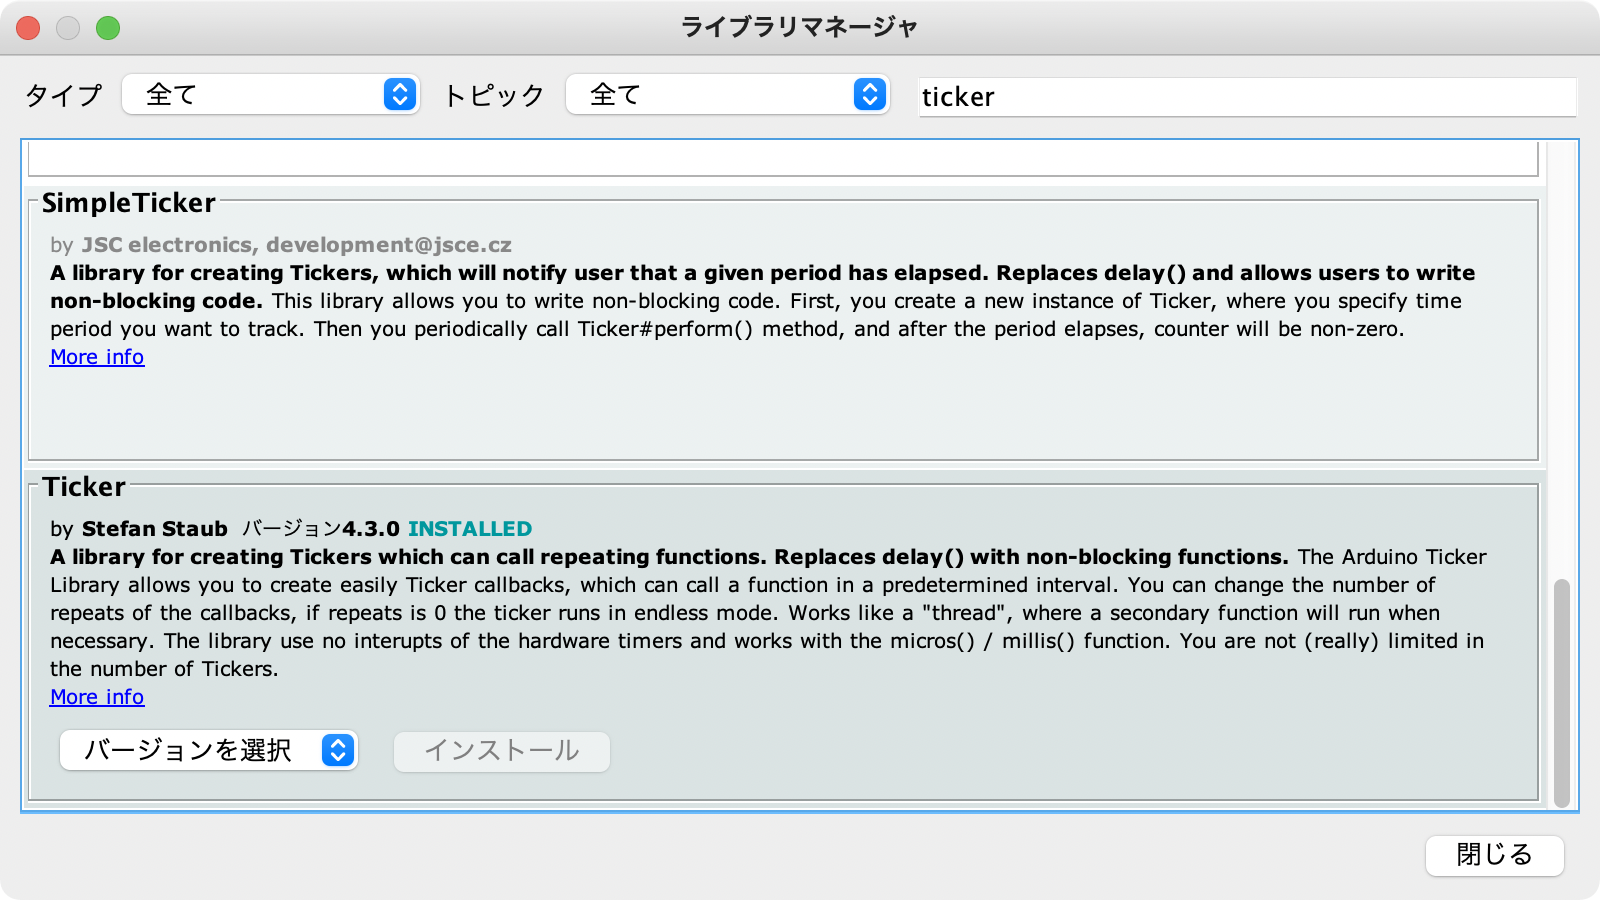 ライブラリマネージャ
タイプ 全て トピック 全て ticker
SimpleTicker
by JSC electronics, development@jsce.cz
A library for creating Tickers, which will notify user that a given period has elapsed. Replaces delay() and allows users to write
non-blocking code. This library allows you to write non-blocking code. First, you create a new instance of Ticker, where you specify time
period you want to track. Then you periodically call Ticker#perform() method, and after the period elapses, counter will be non-zero.
More info
Ticker
by Stefan Staub バージョン4.3.0 INSTALLED
A library for creating Tickers which can call repeating functions. Replaces delay() with non-blocking functions. The Arduino Ticker
Library allows you to create easily Ticker callbacks, which can call a function in a predetermined interval. You can change the number of
repeats of the callbacks, if repeats is 0 the ticker runs in endless mode. Works like a "thread", where a secondary function will run when
necessary. The library use no interupts of the hardware timers and works with the micros() / millis() function. You are not (really) limited in
the number of Tickers.
More info
バージョンを選択 インストール
閉じる